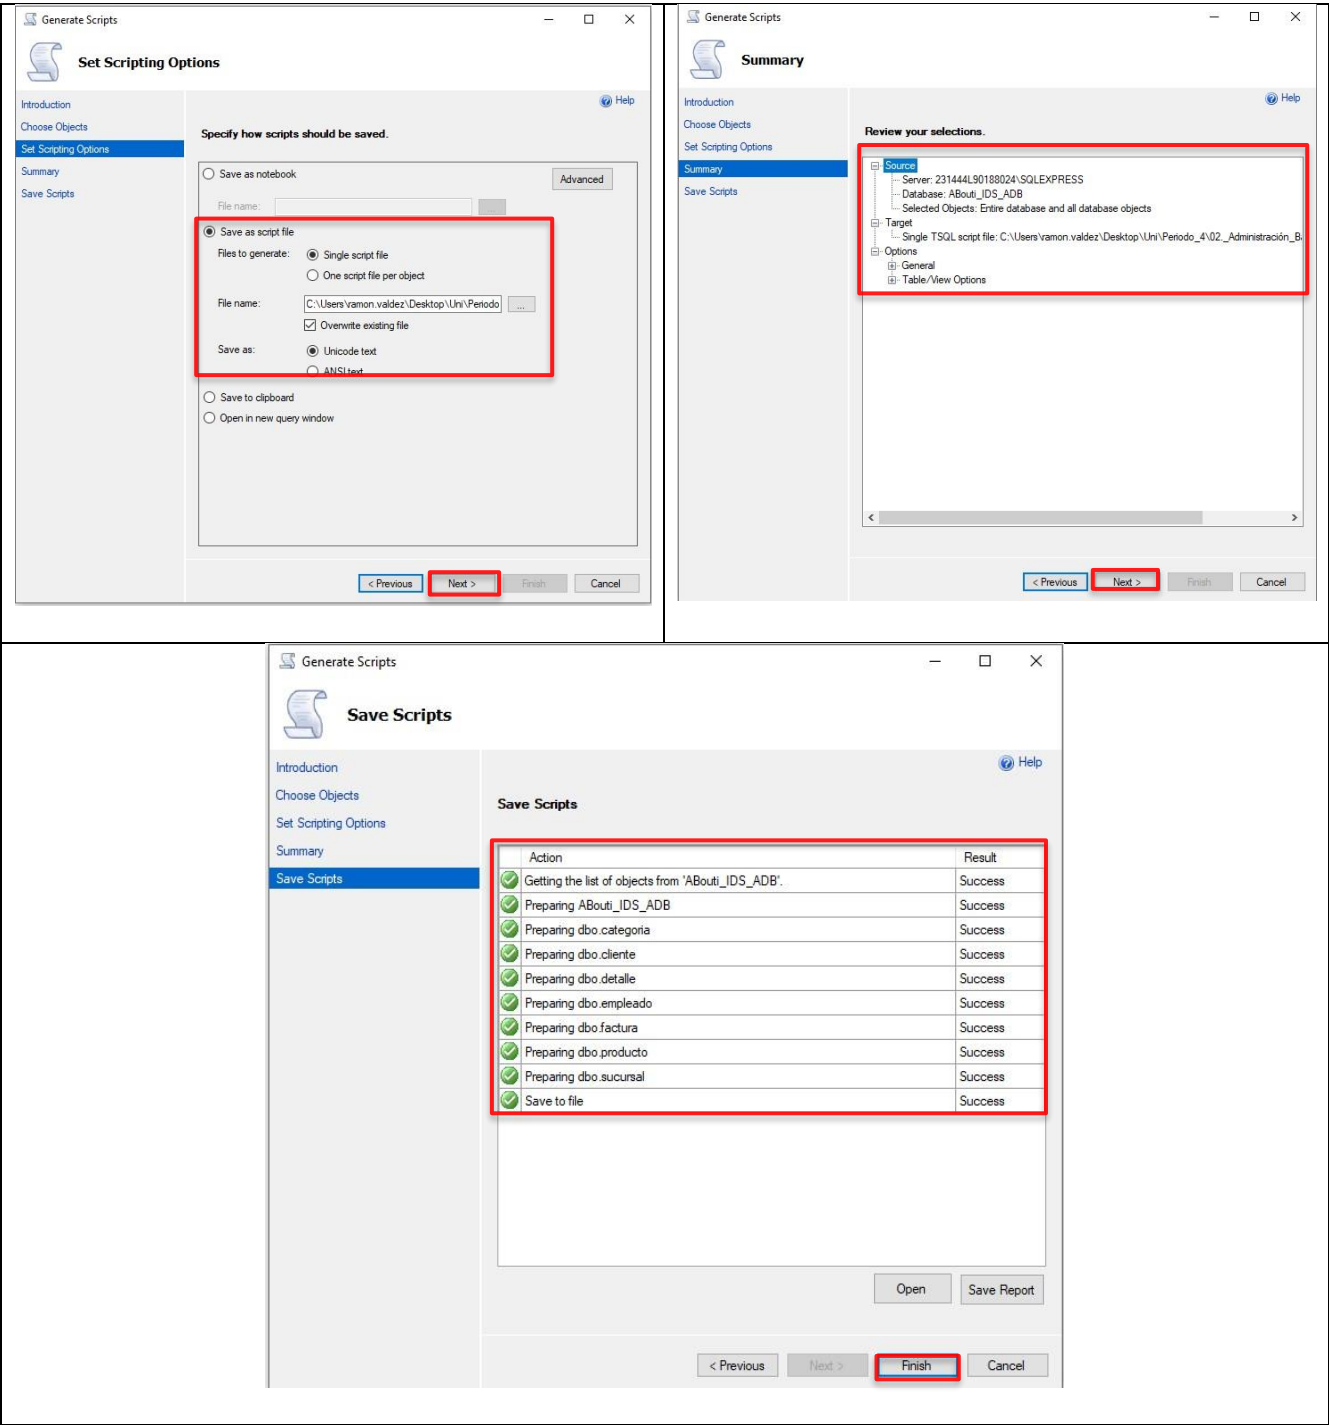 Generate Scripts
Set Scripting Options
Help
Introduction
Choose Objects
Set Scripting Options
Summary
Save Scripts
Specify how scripts should be saved.
Save as notebook
Advanced
File name:
...
Save as script file
Files to generate:
Single script file
One script file per object
File name:
C:\Users\ramon.valdez\Desktop\Uni\Periodo
...
Overwrite existing file
Save as:
Unicode text
ANSI text
Save to clipboard
Open in new query window
< Previous
Next >
Finish
Cancel
Generate Scripts
Summary
Help
Introduction
Choose Objects
Set Scripting Options
Summary
Save Scripts
Review your selections.
Source
Server: 231444L90188024\SQLEXPRESS
Database: ABouti_IDS_ADB
Selected Objects: Entire database and all database objects
Target
Single TSQL script file: C:\Users\ramon.valdez\Desktop\Uni\Periodo_4\02._Administración_B
Options
General
Table/View Options
< Previous
Next >
Finish
Cancel
Generate Scripts
Save Scripts
Help
Introduction
Choose Objects
Set Scripting Options
Summary
Save Scripts
Save Scripts
Action Result
Getting the list of objects from 'ABouti_IDS_ADB'. Success
Preparing ABouti_IDS_ADB Success
Preparing dbo.categoria Success
Preparing dbo.cliente Success
Preparing dbo.detalle Success
Preparing dbo.empleado Success
Preparing dbo.factura Success
Preparing dbo.producto Success
Preparing dbo.sucursal Success
Save to file Success
Open
Save Report
< Previous
Next >
Finish
Cancel